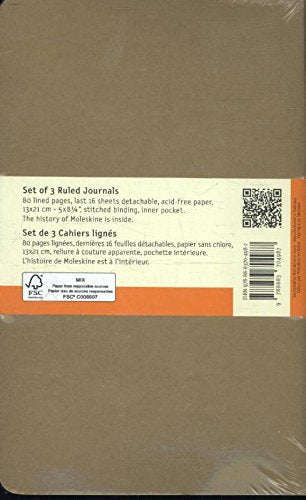 Set of 3 Ruled Journals
80 lined pages, last 16 sheets detachable, acid-free paper,
13x21 cm - 5x8¼", stitched binding, inner pocket.
The history of Moleskine is inside.
Set de 3 Cahiers lignés
80 pages lignées, dernières 16 feuilles détachables, papier sans chlore,
13x21 cm, reliure à couture apparente, pochette intérieure.
L'histoire de Moleskine est à l'intérieur.
FSC
MIX
Paper from responsible sources
Papier issu de sources responsables
FSC® C008907